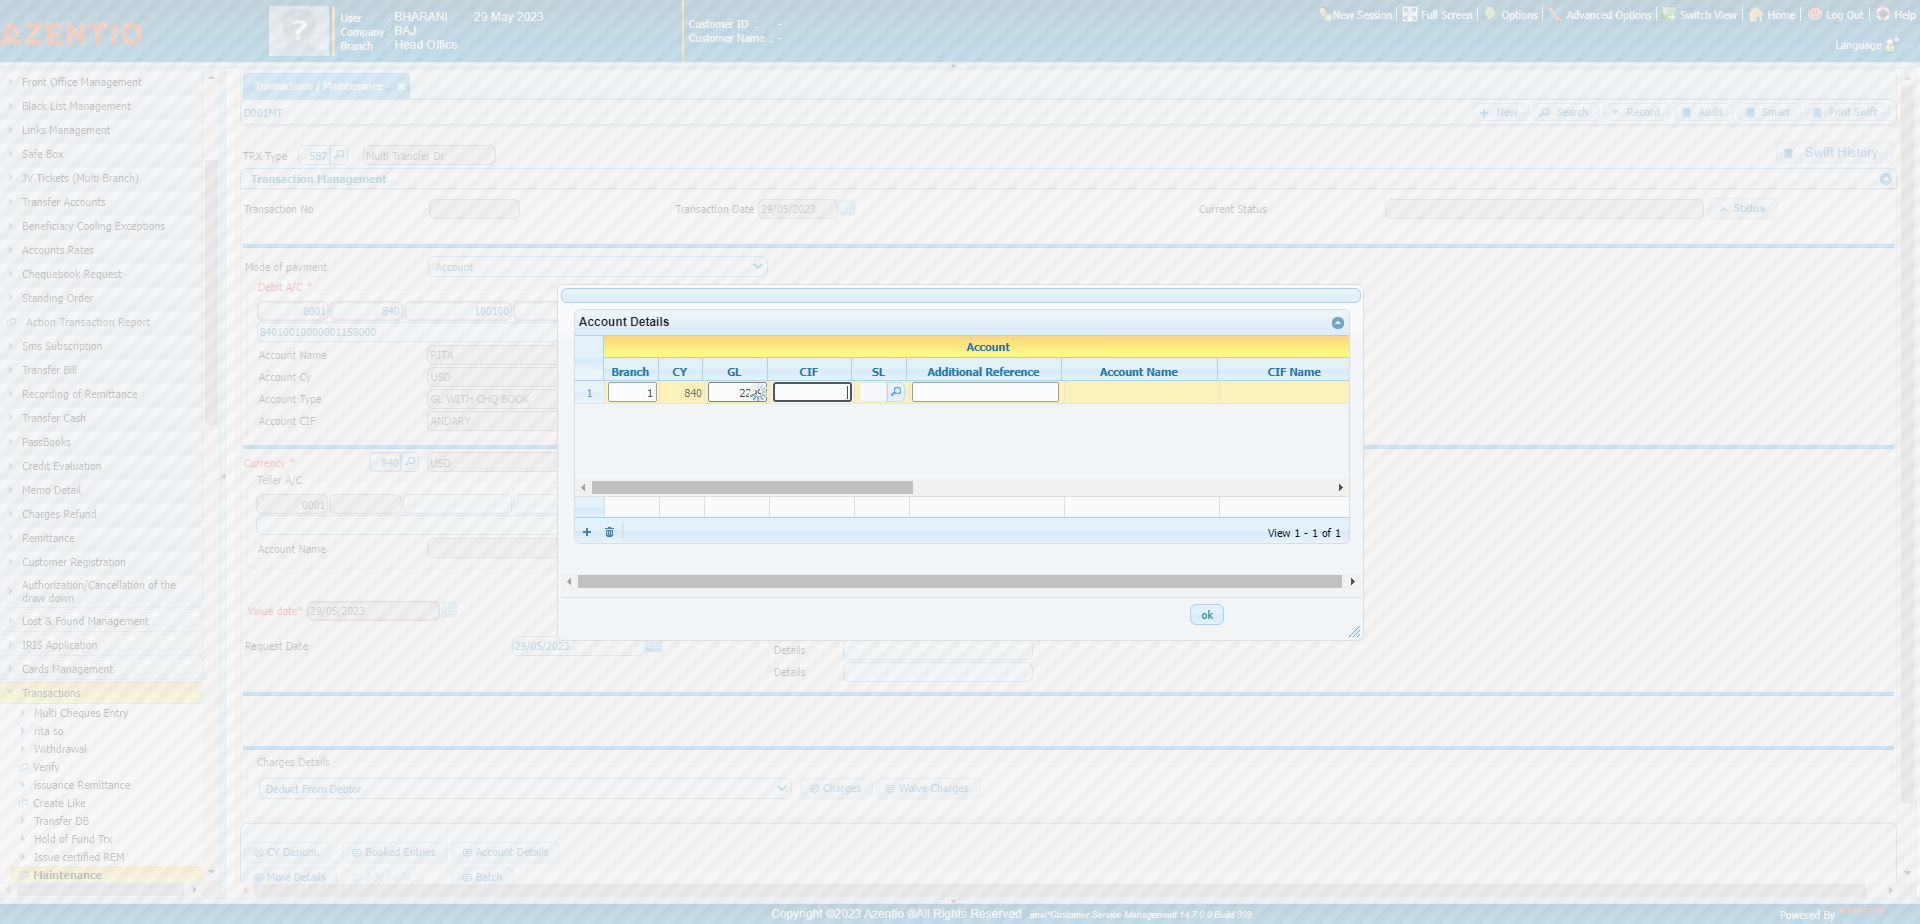 AZENTIO
User : BHARANI 29 May 2023
Company : BAJ
Branch : Head Office
Customer ID : -
Customer Name : -
New Session Full Screen Options Advanced Options Switch View Home Log Out Help
Language
Front Office Management
Black List Management
Links Management
Safe Box
JV Tickets (Multi Branch)
Transfer Accounts
Beneficiary Cooling Exceptions
Accounts Rates
Chequebook Request
Standing Order
Action Transaction Report
Sms Subscription
Transfer Bill
Recording of Remittance
Transfer Cash
PassBooks
Credit Evaluation
Memo Detail
Charges Refund
Remittance
Customer Registration
Authorization/Cancellation of the
draw down
Lost & Found Management
IRIS Application
Cards Management
Transactions
Multi Cheques Entry
rita so
Withdrawal
Verify
issuance Remittance
Create Like
Transfer DB
Hold of Fund Trx
Issue certified REM
Maintenance
Transactions / Maintenance
D001MT
New Search Record Audit Smart Print Swift
TRX Type 587 Multi Transfer Dr
Swift History
Transaction Management
Transaction No Transaction Date 29/05/2023 Current Status Status
Mode of payment Account
Debit A/C *
0001 840 100100
84010010000001158000
Account Name RITA
Account Cy USD
Account Type GL WITH CHQ BOOK
Account CIF ANDARY
Currency * 840 USD
Teller A/C
0001
Account Name
Value date* 29/05/2023
Request Date 29/05/2023
Details
Details
Account Details
Account
Branch CY GL CIF SL Additional Reference Account Name CIF Name
1 1 840
View 1 - 1 of 1
ok
Charges Details
Deduct From Debtor Charges Waive Charges
CY Denom. Booked Entries Account Details
More Details Adv Profit Batch
Copyright ©2023 Azentio ®All Rights Reserved imal*Customer Service Management 14.7.0.0 Build 309
Powered By